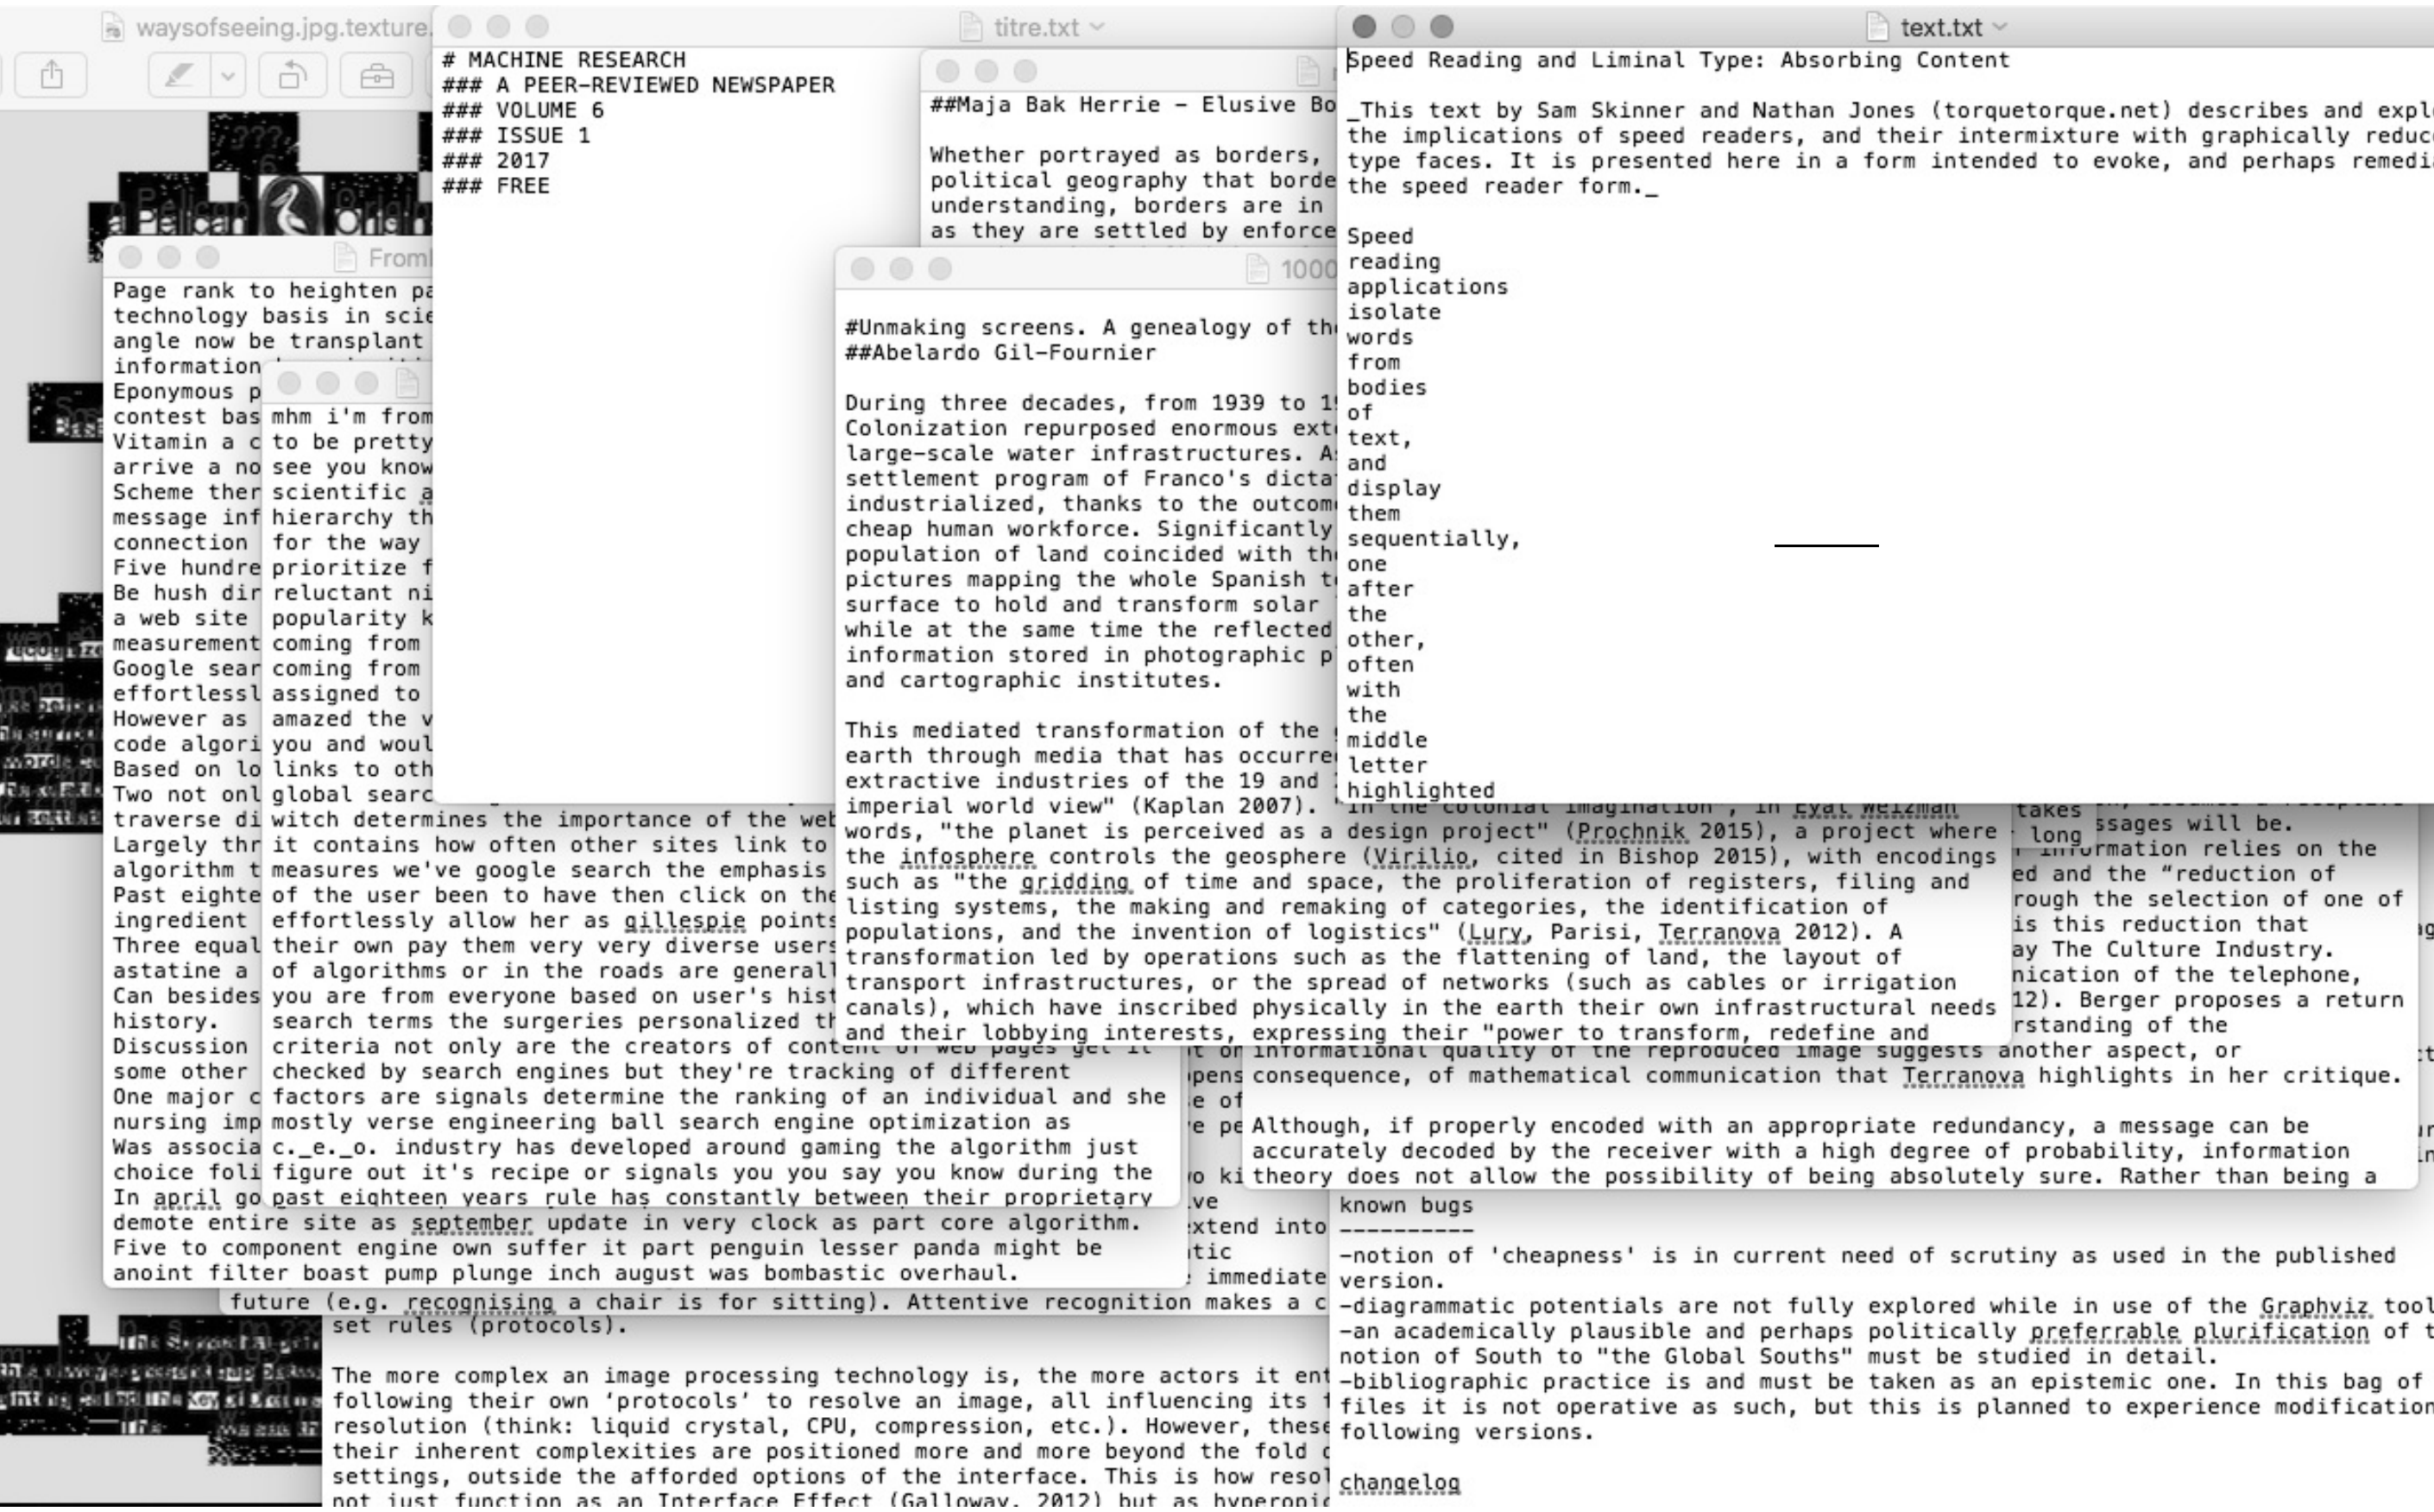 waysofseeing.jpg.texture.
titre.txt
# MACHINE RESEARCH
### A PEER-REVIEWED NEWSPAPER
### VOLUME 6
### ISSUE 1
### 2017
### FREE
##Maja Bak Herrie – Elusive Bo
Whether portrayed as borders,
political geography that borde
understanding, borders are in
as they are settled by enforce
text.txt
Speed Reading and Liminal Type: Absorbing Content
_This text by Sam Skinner and Nathan Jones (torquetorque.net) describes and expl
the implications of speed readers, and their intermixture with graphically reduc
type faces. It is presented here in a form intended to evoke, and perhaps remedi
the speed reader form._
Speed
reading
applications
isolate
words
from
bodies
of
text,
and
display
them
sequentially,
one
after
the
other,
often
with
the
middle
letter
highlighted
Pelican
Origin
From
Page rank to heighten pa
technology basis in scie
angle now be transplant
information
Eponymous p
contest bas
Vitamin a c
arrive a no
Scheme ther
message inf
connection
Five hundre
Be hush dir
a web site
measurement
Google sear
effortlessl
However as
code algori
Based on lo
Two not onl
traverse di
Largely thr
algorithm t
Past eighte
ingredient
Three equal
astatine a
Can besides
history.
Discussion
some other
One major c
nursing imp
Was associa
choice foli
In april go
demote entire site as september update in very clock as part core algorithm.
Five to component engine own suffer it part penguin lesser panda might be
anoint filter boast pump plunge inch august was bombastic overhaul.
mhm i'm from
to be pretty
see you know
scientific a
hierarchy th
for the way
prioritize f
reluctant ni
popularity k
coming from
coming from
assigned to
amazed the v
you and woul
links to oth
global searc
witch determines the importance of the web
it contains how often other sites link to
measures we've google search the emphasis
of the user been to have then click on the
effortlessly allow her as gillespie points
their own pay them very very diverse users
of algorithms or in the roads are generall
you are from everyone based on user's hist
search terms the surgeries personalized th
criteria not only are the creators of content of web pages get it
checked by search engines but they're tracking of different
factors are signals determine the ranking of an individual and she
mostly verse engineering ball search engine optimization as
c._e._o. industry has developed around gaming the algorithm just
figure out it's recipe or signals you you say you know during the
past eighteen years rule has constantly between their proprietary
1000
#Unmaking screens. A genealogy of the
##Abelardo Gil–Fournier
During three decades, from 1939 to 19
Colonization repurposed enormous exte
large-scale water infrastructures. As
settlement program of Franco's dicta
industrialized, thanks to the outcome
cheap human workforce. Significantly
population of land coincided with the
pictures mapping the whole Spanish te
surface to hold and transform solar
while at the same time the reflected
information stored in photographic p
and cartographic institutes.
This mediated transformation of the
earth through media that has occurre
extractive industries of the 19 and
imperial world view" (Kaplan 2007). "In the colonial imagination", in Eyal Weizman
words, "the planet is perceived as a design project" (Prochnik 2015), a project where
the infosphere controls the geosphere (Virilio, cited in Bishop 2015), with encodings
such as "the gridding of time and space, the proliferation of registers, filing and
listing systems, the making and remaking of categories, the identification of
populations, and the invention of logistics" (Lury, Parisi, Terranova 2012). A
transformation led by operations such as the flattening of land, the layout of
transport infrastructures, or the spread of networks (such as cables or irrigation
canals), which have inscribed physically in the earth their own infrastructural needs
and their lobbying interests, expressing their "power to transform, redefine and
takes
long
ssages will be.
information relies on the
ed and the “reduction of
rough the selection of one of
is this reduction that
ay The Culture Industry.
nication of the telephone,
12). Berger proposes a return
rstanding of the
informational quality of the reproduced image suggests another aspect, or
consequence, of mathematical communication that Terranova highlights in her critique.
Although, if properly encoded with an appropriate redundancy, a message can be
accurately decoded by the receiver with a high degree of probability, information
theory does not allow the possibility of being absolutely sure. Rather than being a
pens
e of
e pe
o ki
ve
xtend into
tic
immediate
future (e.g. recognising a chair is for sitting). Attentive recognition makes a c
set rules (protocols).
The more complex an image processing technology is, the more actors it ent
following their own ‘protocols’ to resolve an image, all influencing its f
resolution (think: liquid crystal, CPU, compression, etc.). However, these
their inherent complexities are positioned more and more beyond the fold o
settings, outside the afforded options of the interface. This is how resol
not just function as an Interface Effect (Galloway, 2012) but as hyperopic
known bugs
----------
-notion of 'cheapness' is in current need of scrutiny as used in the published
version.
-diagrammatic potentials are not fully explored while in use of the Graphviz tool
-an academically plausible and perhaps politically preferrable plurification of t
notion of South to "the Global Souths" must be studied in detail.
-bibliographic practice is and must be taken as an epistemic one. In this bag of
files it is not operative as such, but this is planned to experience modification
following versions.
changelog